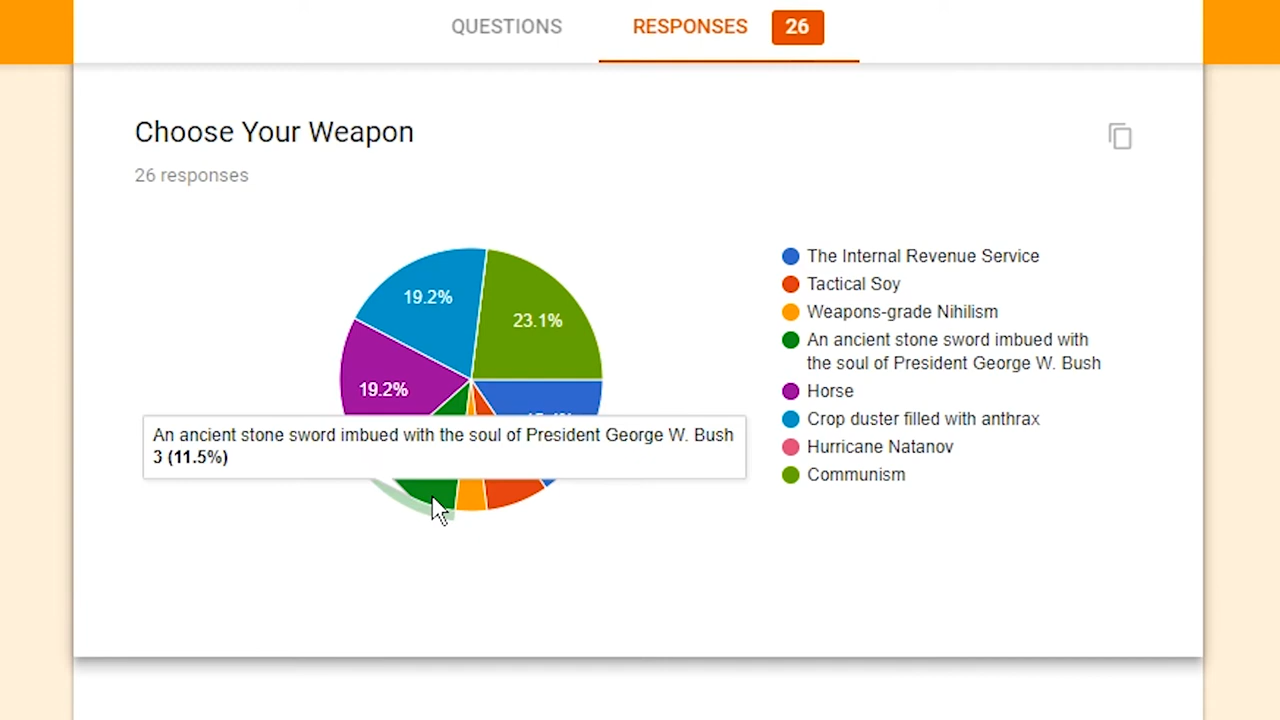 QUESTIONS
RESPONSES
26
Choose Your Weapon
26 responses
19.2%
23.1%
19.2%
An ancient stone sword imbued with the soul of President George W. Bush
3 (11.5%)
The Internal Revenue Service
Tactical Soy
Weapons-grade Nihilism
An ancient stone sword imbued with
the soul of President George W. Bush
Horse
Crop duster filled with anthrax
Hurricane Natanov
Communism